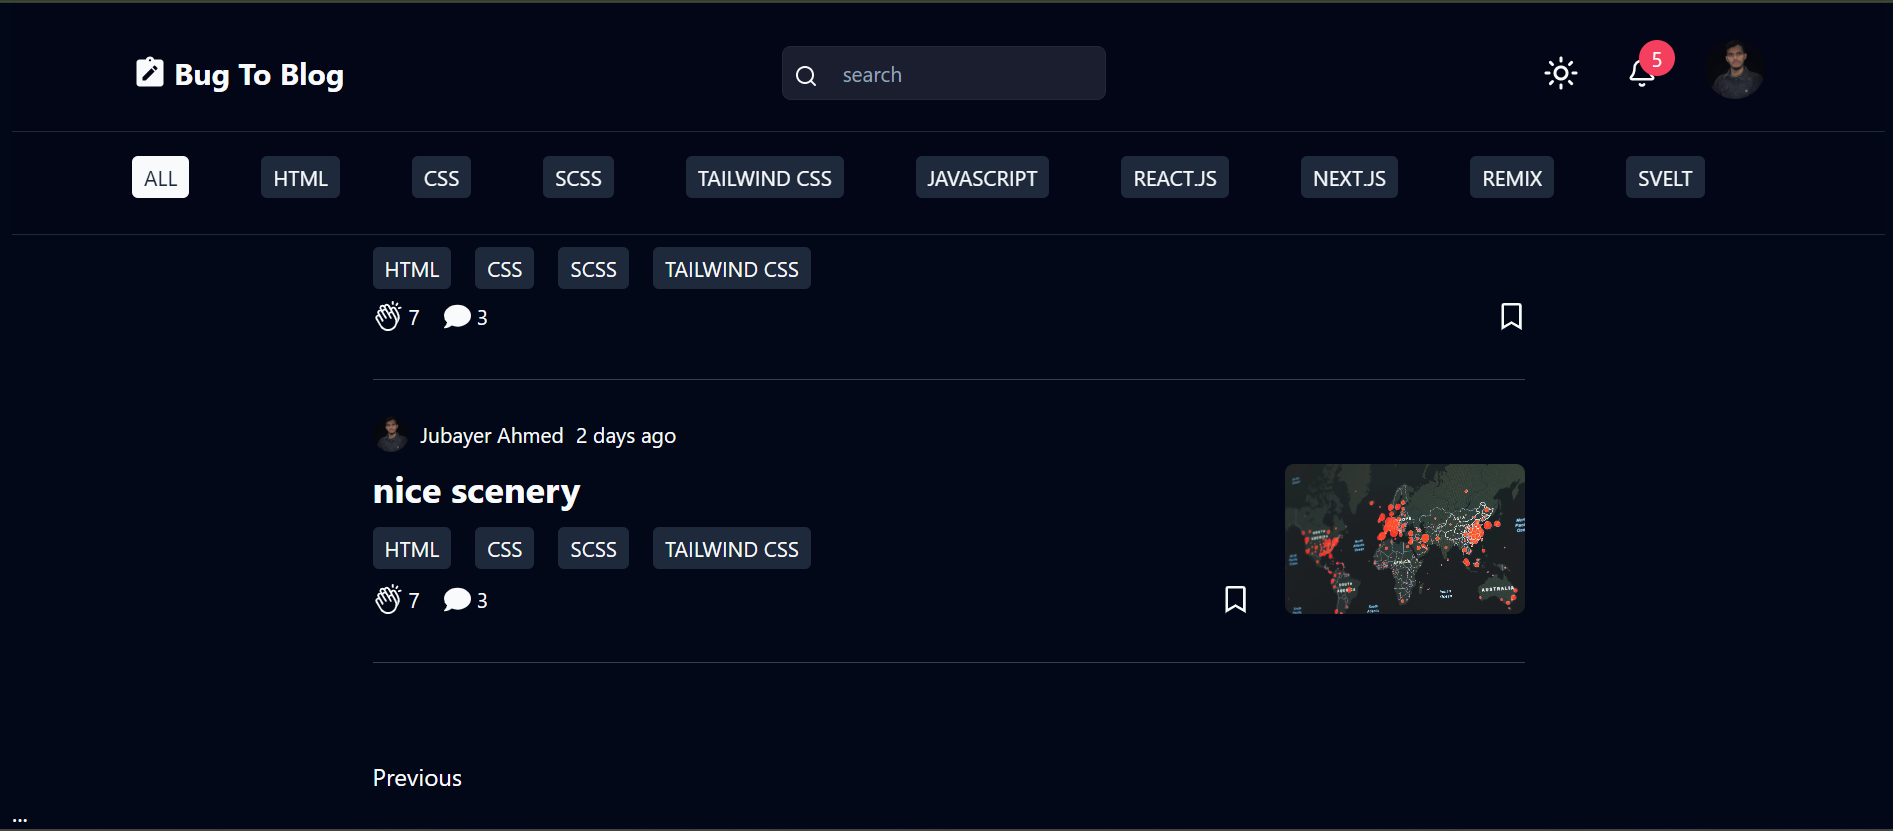 Bug To Blog
search
5
ALL HTML CSS SCSS TAILWIND CSS JAVASCRIPT REACT.JS NEXT.JS REMIX SVELT
HTML CSS SCSS TAILWIND CSS
7 3
Jubayer Ahmed 2 days ago
nice scenery
HTML CSS SCSS TAILWIND CSS
7 3
AUSTRALIA
Previous
...